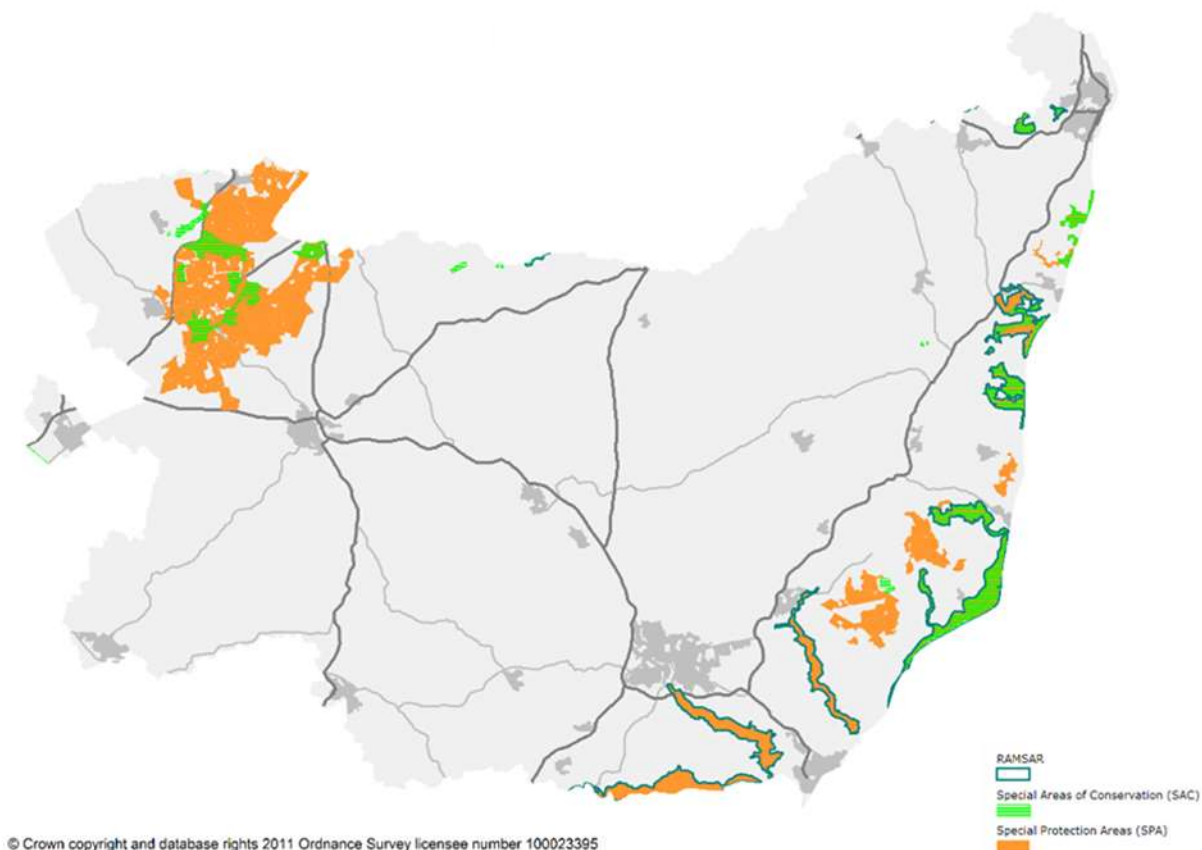 RAMSAR
Special Areas of Conservation (SAC)
Special Protection Areas (SPA)
© Crown copyright and database rights 2011 Ordnance Survey licensee number 100023395